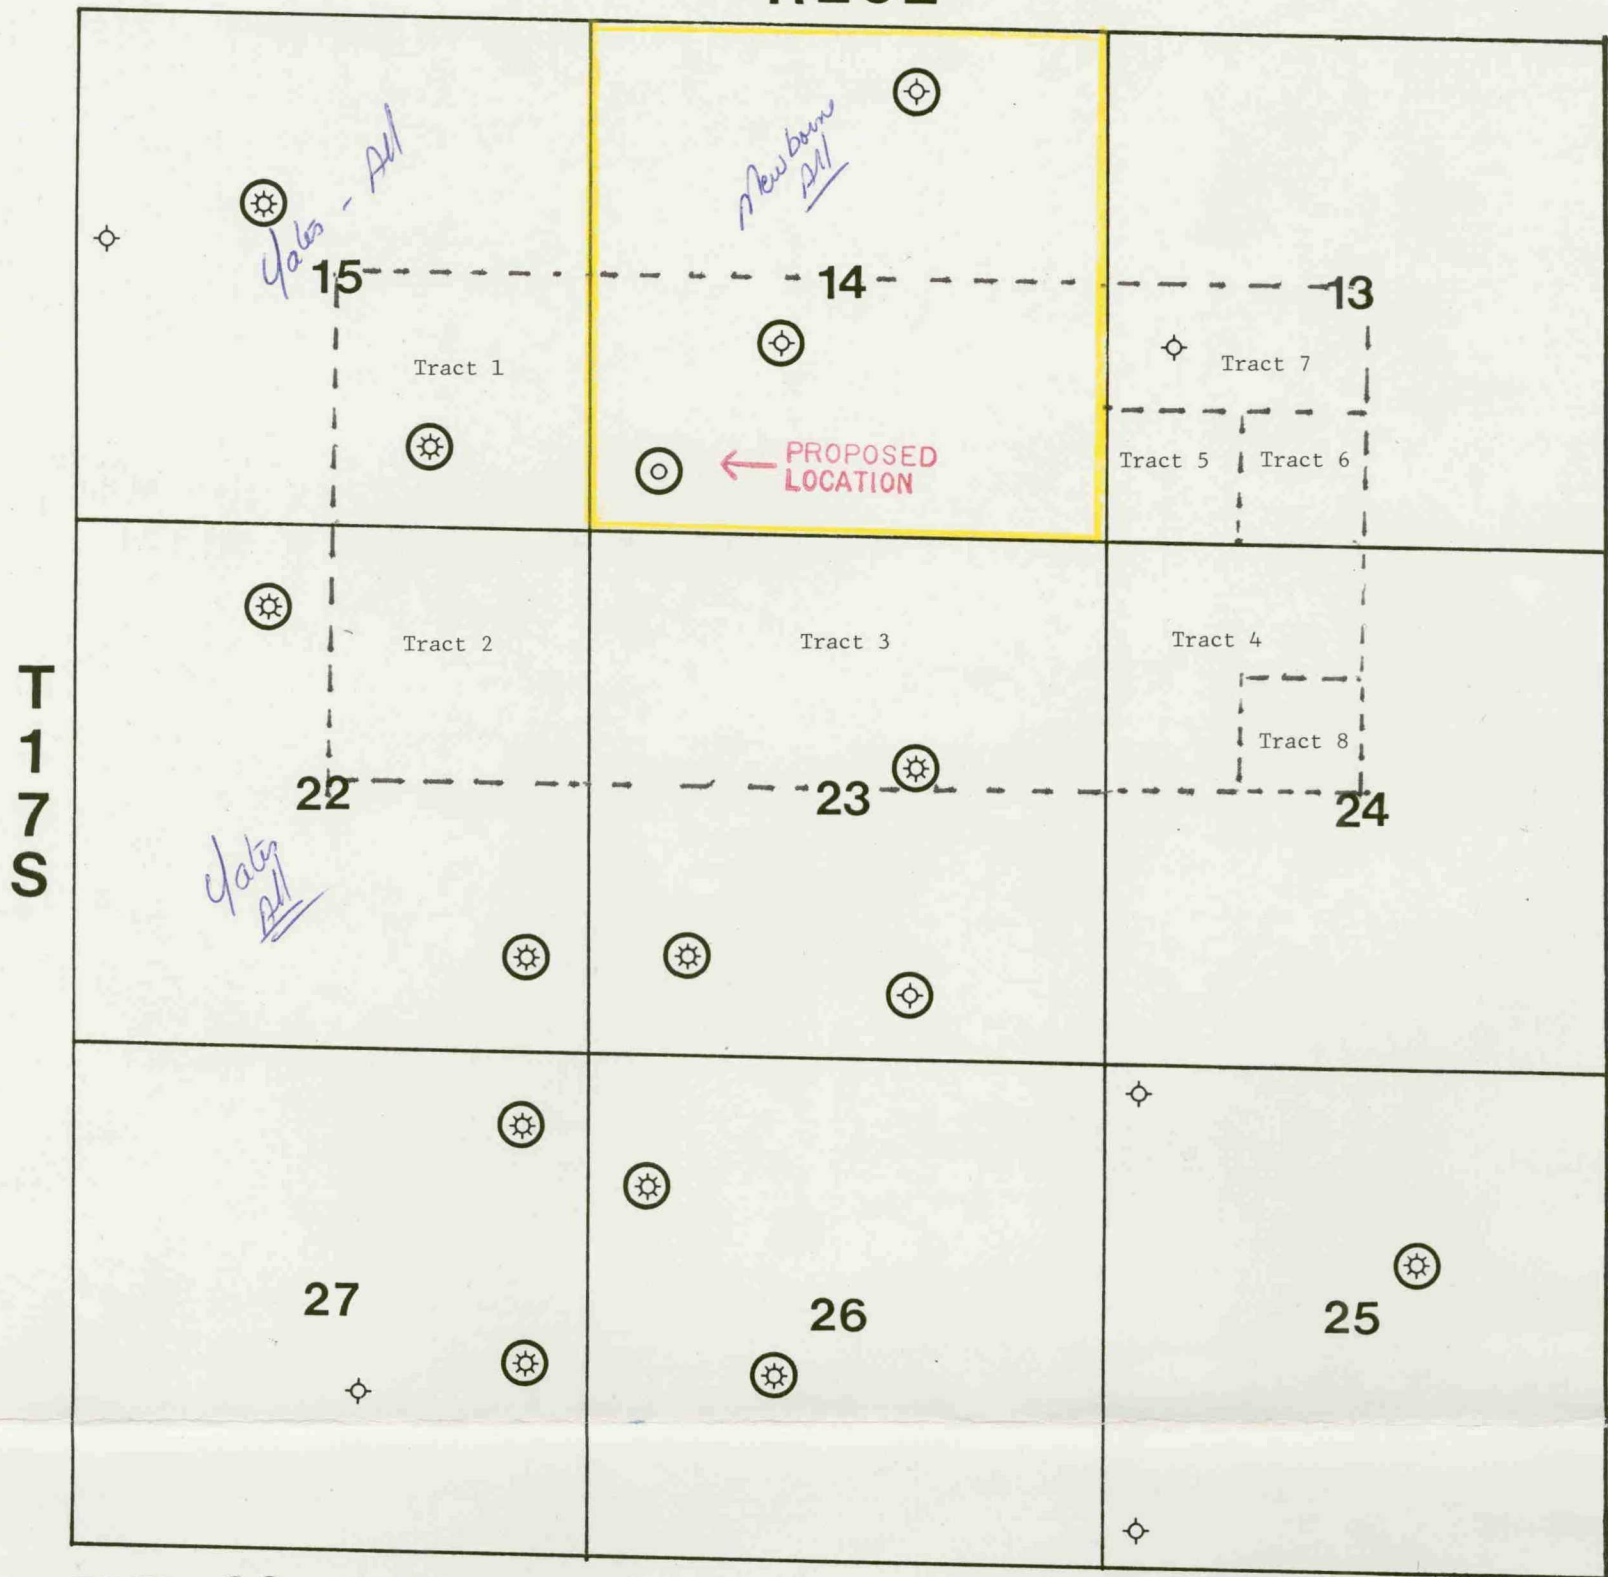 Yates - All
Newbourne
All
15
14
13
Tract 1
Tract 7
PROPOSED
LOCATION
Tract 5
Tract 6
T
1
7
S
Tract 2
Tract 3
Tract 4
Tract 8
22
23
24
Yates
All
27
26
25